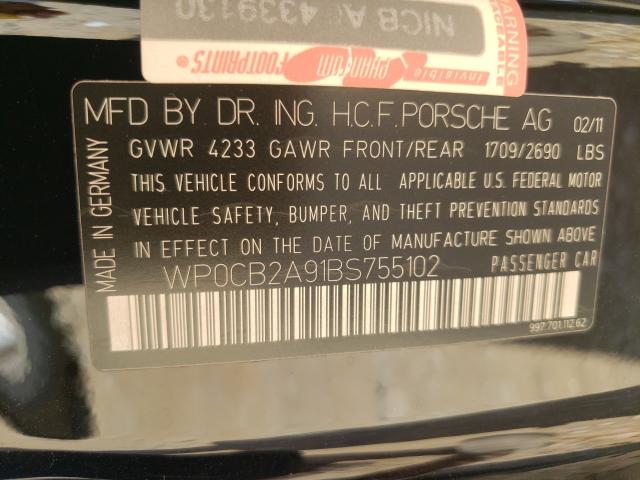 NICB A: 4339130
PHANTOM
FOOTPRINTS®
Invisible
WARNING
MFD BY DR. ING. H.C.F. PORSCHE AG 02/11
GVWR 4233 GAWR FRONT/REAR 1709/2690 LBS
THIS VEHICLE CONFORMS TO ALL APPLICABLE U.S. FEDERAL MOTOR
VEHICLE SAFETY, BUMPER, AND THEFT PREVENTION STANDARDS
IN EFFECT ON THE DATE OF MANUFACTURE SHOWN ABOVE
WP0CB2A91BS755102 PASSENGER CAR
MADE IN GERMANY
997.701.112.62